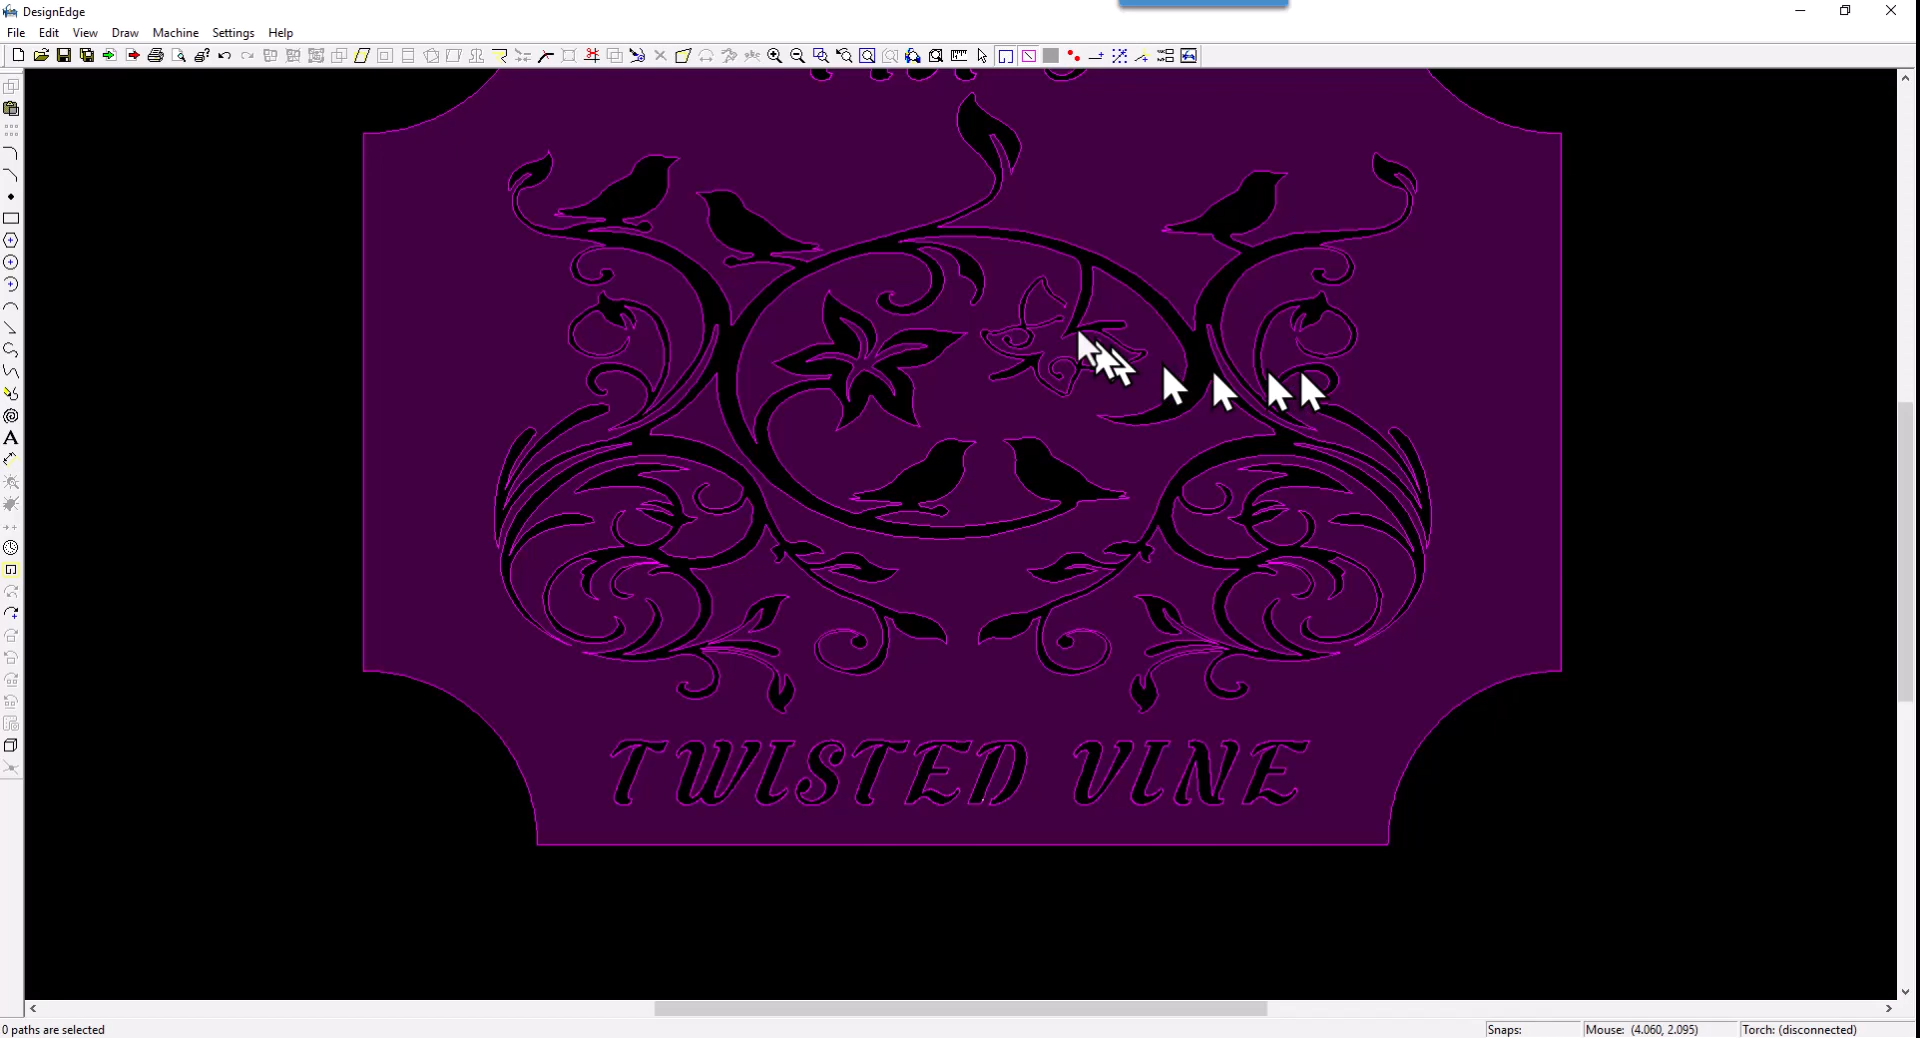 DesignEdge
File Edit View Draw Machine Settings Help
A
TWISTED VINE
0 paths are selected
Snaps:
Mouse: (4.060, 2.095)
Torch: (disconnected)